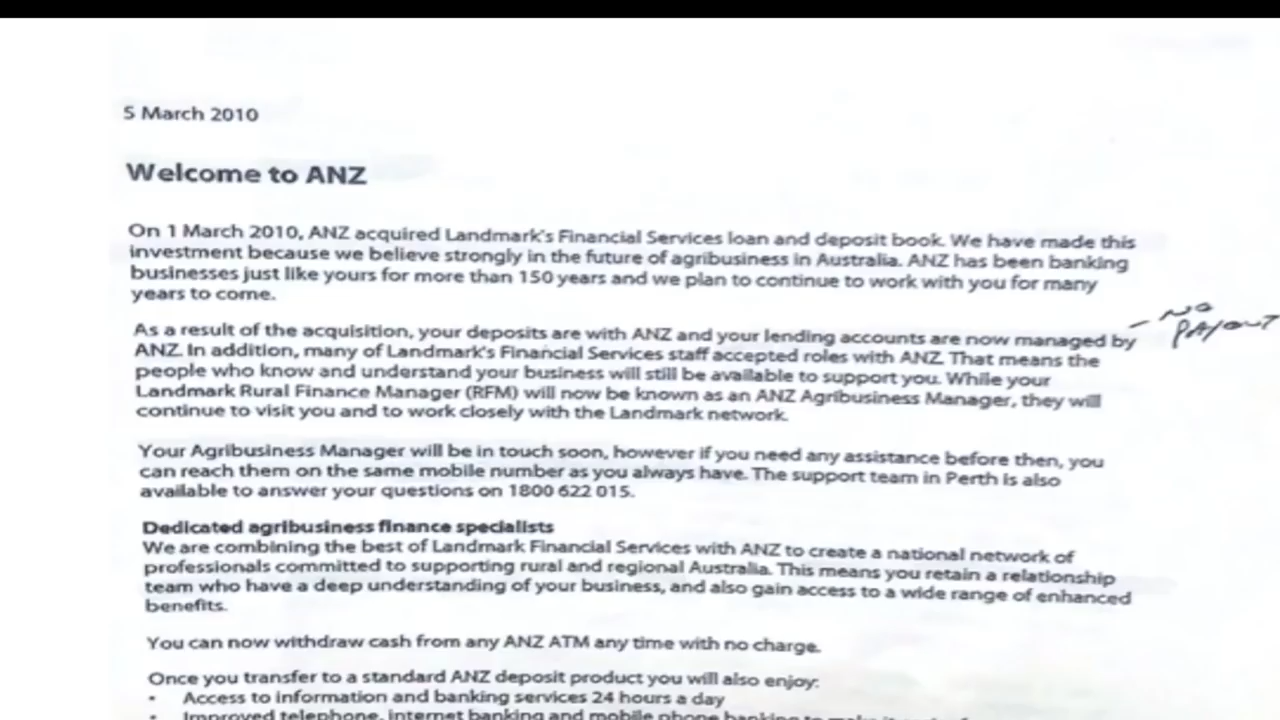 5 March 2010
Welcome to ANZ
On 1 March 2010, ANZ acquired Landmark's Financial Services loan and deposit book. We have made this
investment because we believe strongly in the future of agribusiness in Australia. ANZ has been banking
businesses just like yours for more than 150 years and we plan to continue to work with you for many
years to come.
As a result of the acquisition, your deposits are with ANZ and your lending accounts are now managed by
ANZ. In addition, many of Landmark's Financial Services staff accepted roles with ANZ. That means the
people who know and understand your business will still be available to support you. While your
Landmark Rural Finance Manager (RFM) will now be known as an ANZ Agribusiness Manager, they will
continue to visit you and to work closely with the Landmark network.
- NO
PAYOUT
Your Agribusiness Manager will be in touch soon, however if you need any assistance before then, you
can reach them on the same mobile number as you always have. The support team in Perth is also
available to answer your questions on 1800 622 015.
Dedicated agribusiness finance specialists
We are combining the best of Landmark Financial Services with ANZ to create a national network of
professionals committed to supporting rural and regional Australia. This means you retain a relationship
team who have a deep understanding of your business, and also gain access to a wide range of enhanced
benefits.
You can now withdraw cash from any ANZ ATM any time with no charge.
Once you transfer to a standard ANZ deposit product you will also enjoy:
• Access to information and banking services 24 hours a day
• Improved telephone, internet banking and mobile phone banking to make it